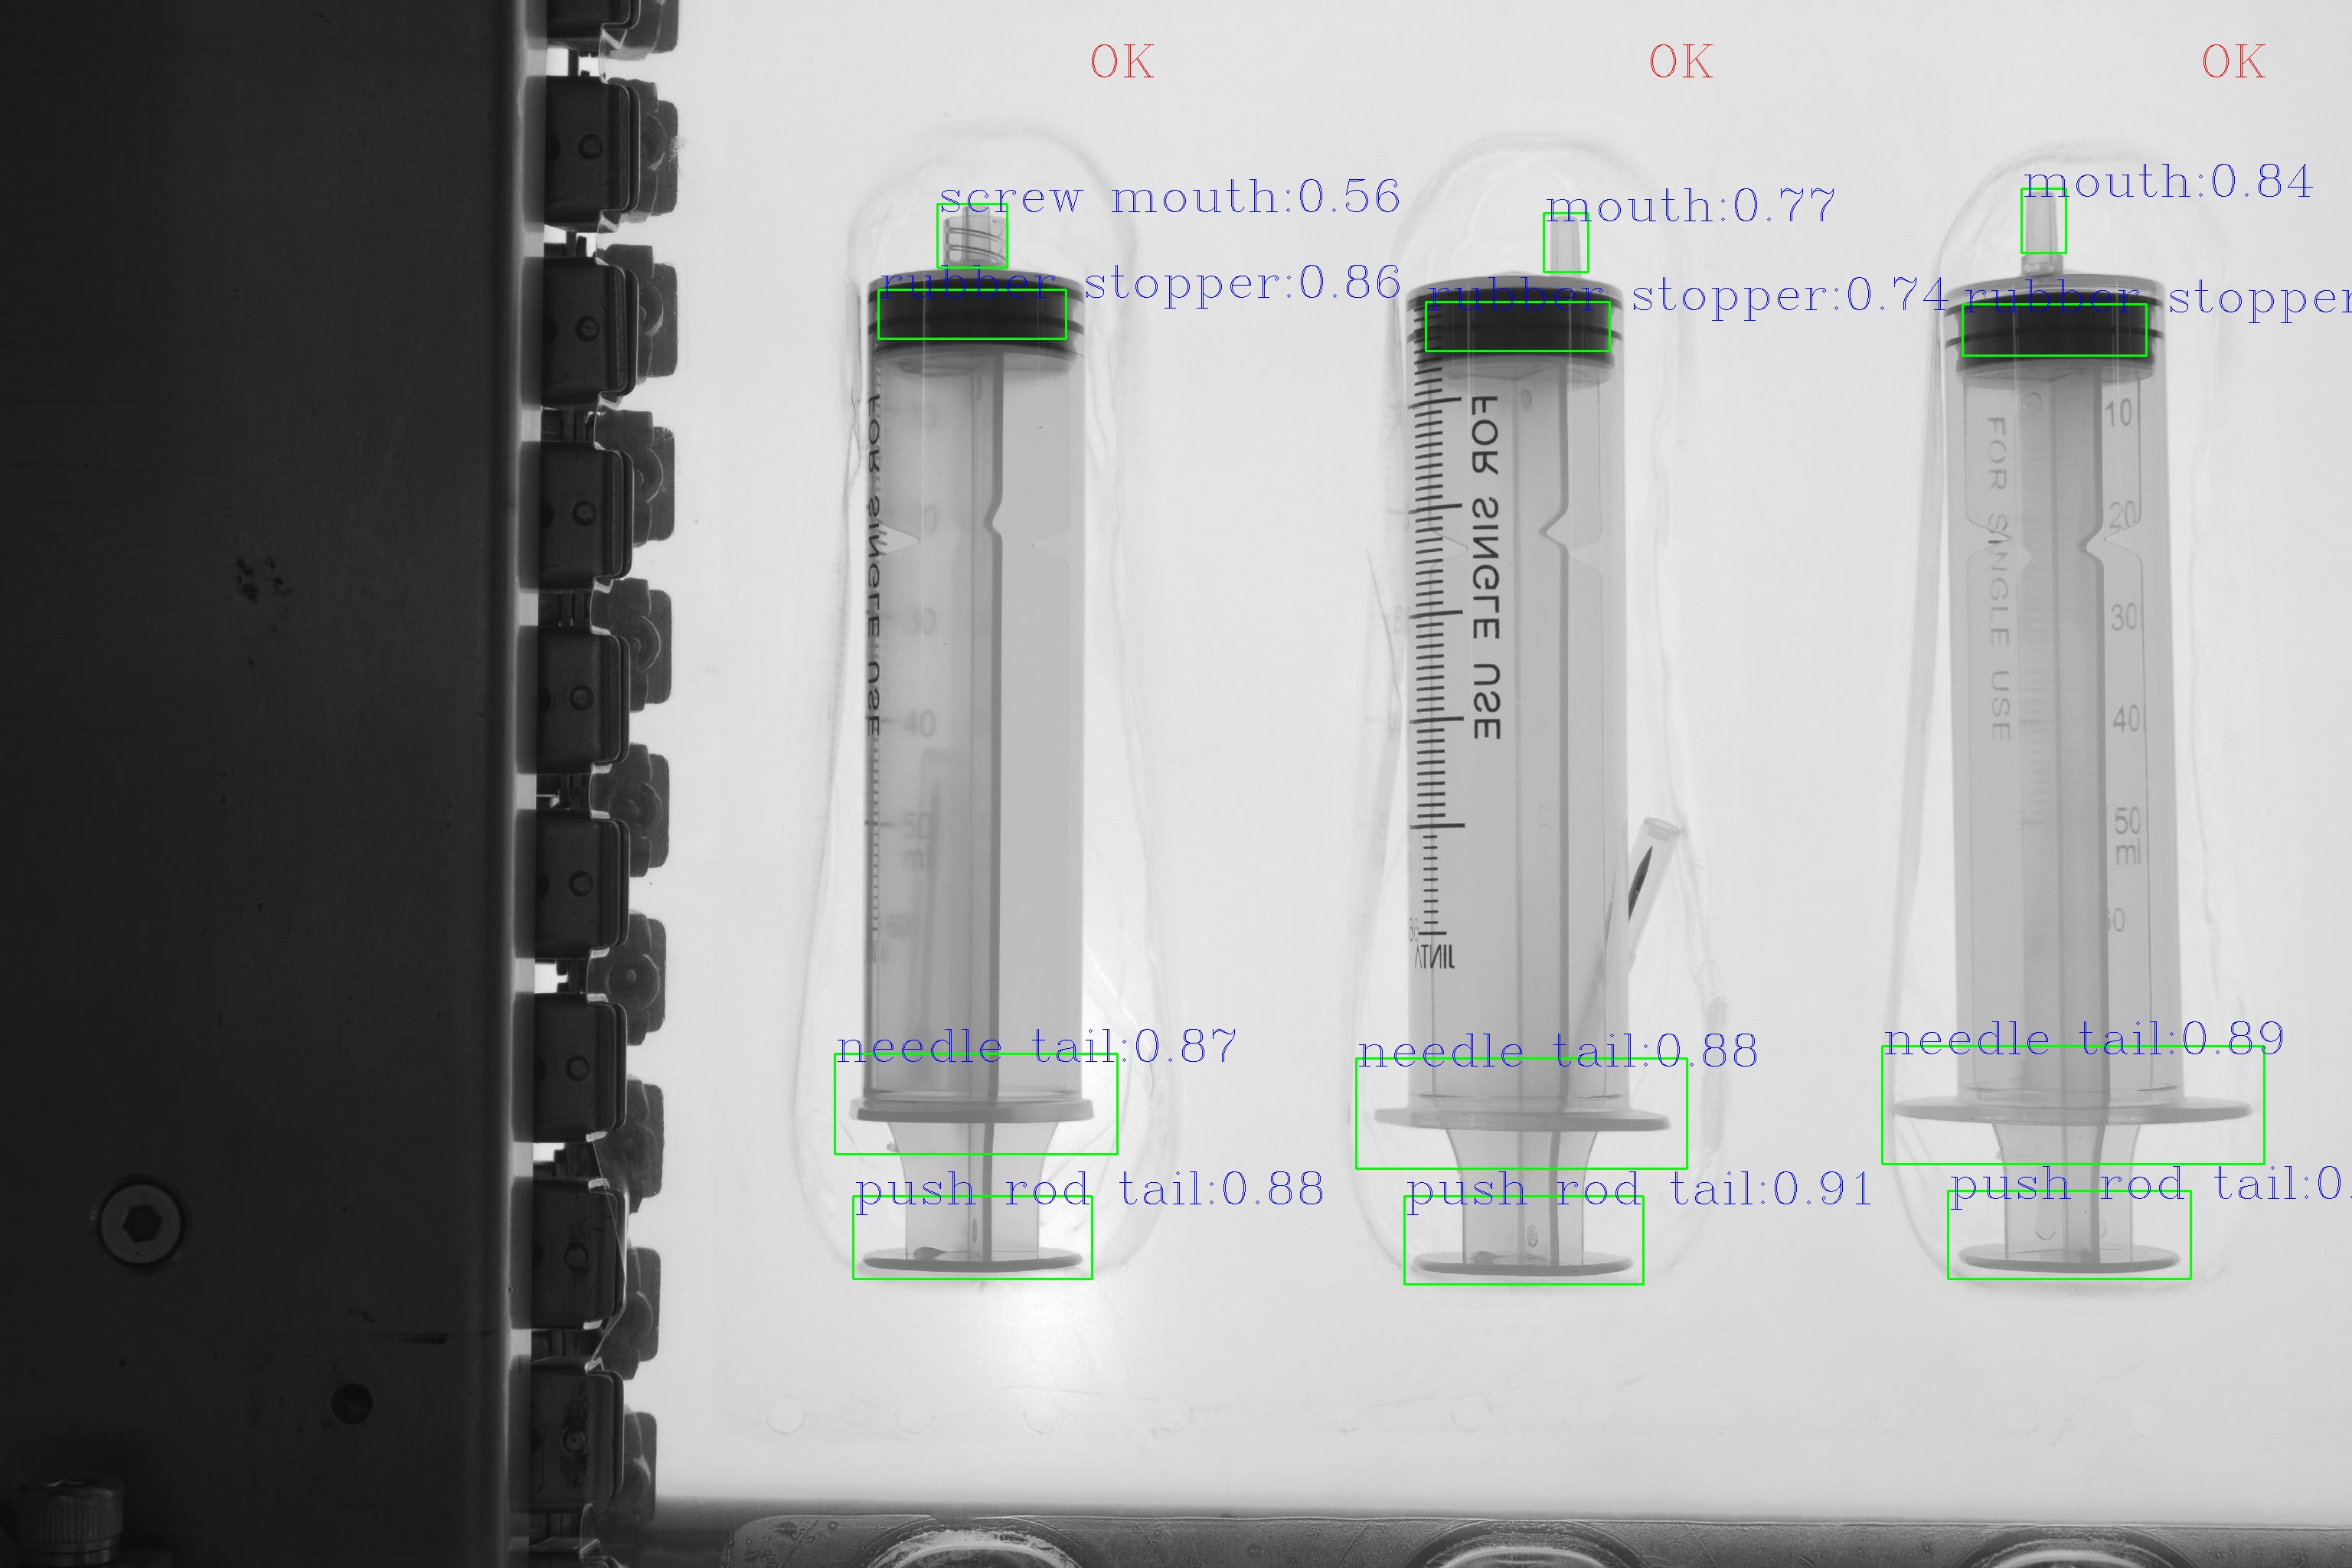 OK
OK
OK
screw mouth:0.56
mouth:0.77
mouth:0.84
rubber stopper:0.86
rubber stopper:0.74
rubber stopper
FOR SINGLE USE
40
50
ml
FOR SINGLE USE
FOR SINGLE USE
10
20
30
40
50
ml
needle tail:0.87
needle tail:0.88
needle tail:0.89
push rod tail:0.88
push rod tail:0.91
push rod tail:0.